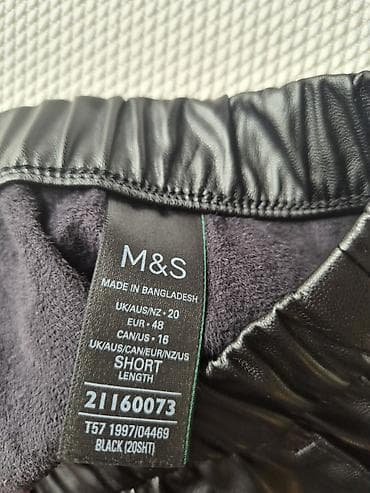 M&S
MADE IN BANGLADESH
UK/AUS/NZ • 20
EUR • 48
CAN/US • 16
UK/AUS/CAN/EUR/NZ/US
SHORT
LENGTH
21160073
T57 1997/04469
BLACK (20SHT)